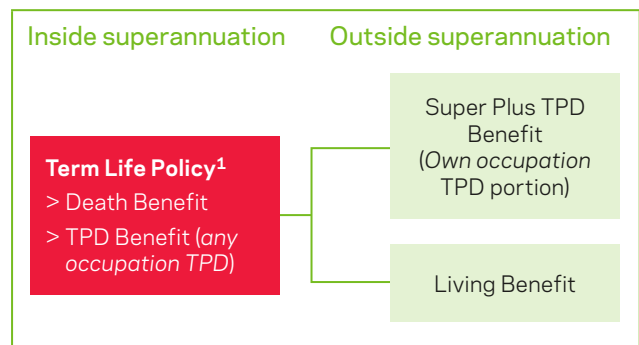 Inside superannuation
Outside superannuation
Term Life Policy1
> Death Benefit
> TPD Benefit (any
occupation TPD)
Super Plus TPD
Benefit
(Own occupation
TPD portion)
Living Benefit